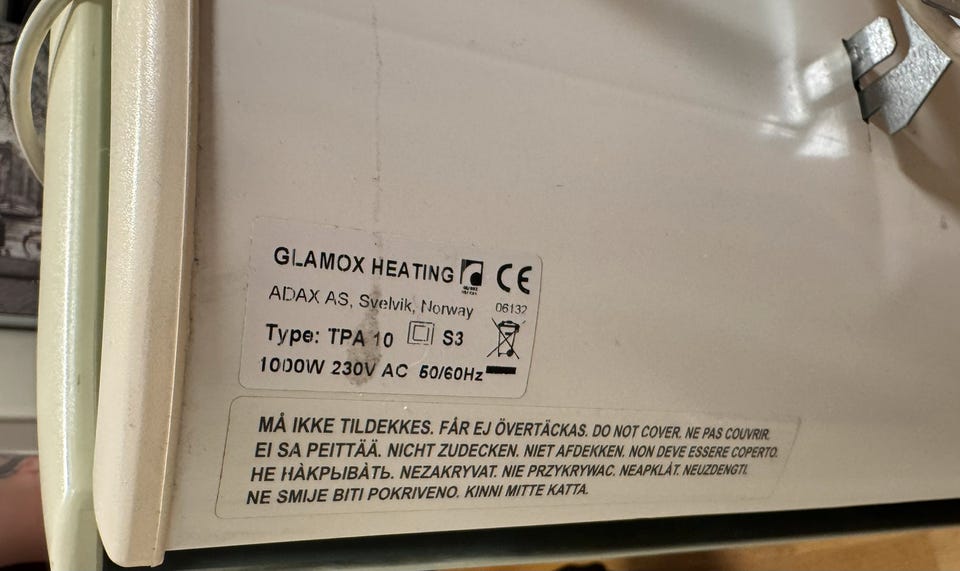 GLAMOX HEATING CE
ADAX AS, Svelvik, Norway 06132
Type: TPA 10 S3
1000W 230V AC 50/60Hz
MÅ IKKE TILDEKKES. FÅR EJ ÖVERTÄCKAS. DO NOT COVER. NE PAS COUVRIR.
EI SA PEITTÄÄ. NICHT ZUDECKEN. NIET AFDEKKEN. NON DEVE ESSERE COPERTO.
НЕ НÀКРЫВÀТЬ. NEZAKRYVAT. NIE PRZYKRYWAC. NEAPKLÀT. NEUZDENGTI.
NE SMIJE BITI POKRIVENO. KINNI MITTE KATTA.